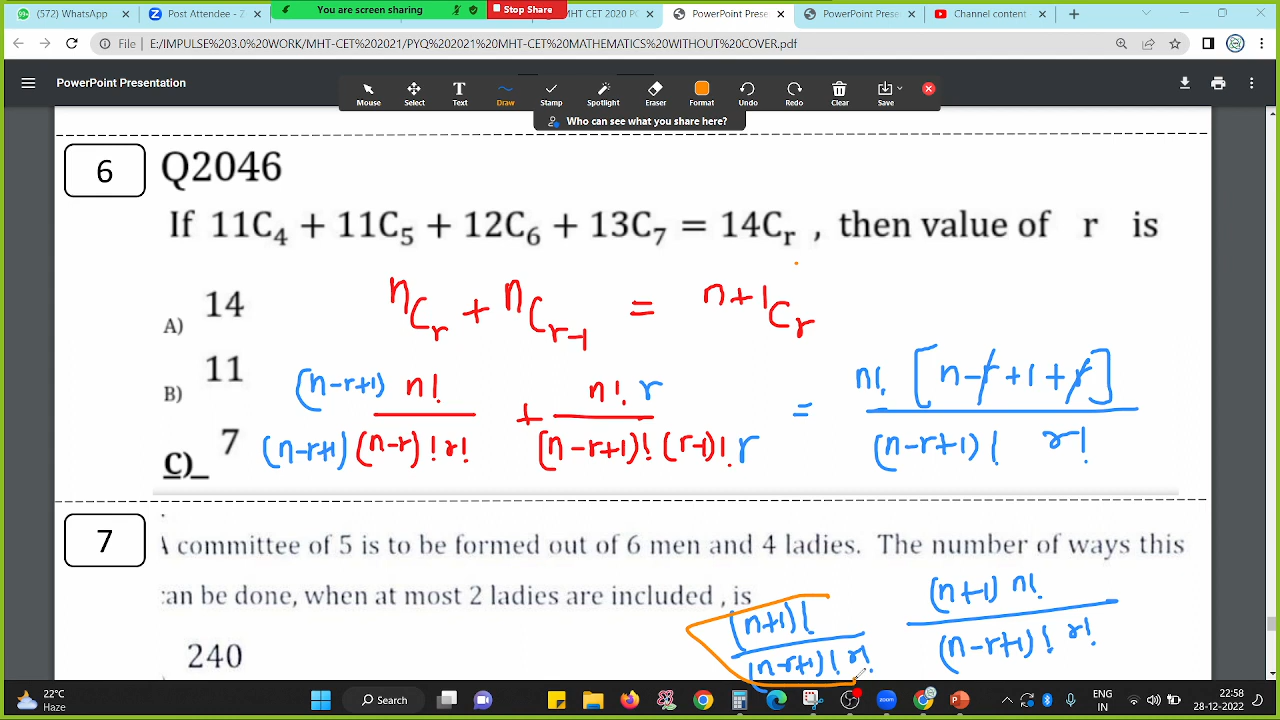 (572) WhatsApp
Post Attendee - 7
You are screen sharing
Stop Share
MHT CET 2020 P
PowerPoint Prese
PowerPoint Prese
Channel content
File E:/IMPULSE%203.0%20WORK/MHT-CET%202021/PYQ%202021%20MHT-CET%20MATHEMATICS%20WITHOUT%20COVER.pdf
PowerPoint Presentation
Mouse Select Text Draw Stamp Spotlight Eraser Format Undo Redo Clear Save
Who can see what you share here?
6 Q2046
If 11C₄ + 11C₅ + 12C₆ + 13C₇ = 14Cᵣ , then value of r is
A) 14
B) 11
C) 7
ⁿCᵣ + ⁿCᵣ₋₁ = ⁿ⁺¹Cᵣ
(n-r+1) n! + n! r = n! [n-r+1+r]
(n-r+1) (n-r)! r! (n-r+1)! (r-1)! r (n-r+1)! r!
7
A committee of 5 is to be formed out of 6 men and 4 ladies. The number of ways this
can be done, when at most 2 ladies are included , is
(n+1)! (n+1) n!
(n-r+1)! r! (n-r+1)! r!
240
22°C
Haze
Search
zoom
ENG
IN
22:58
28-12-2022